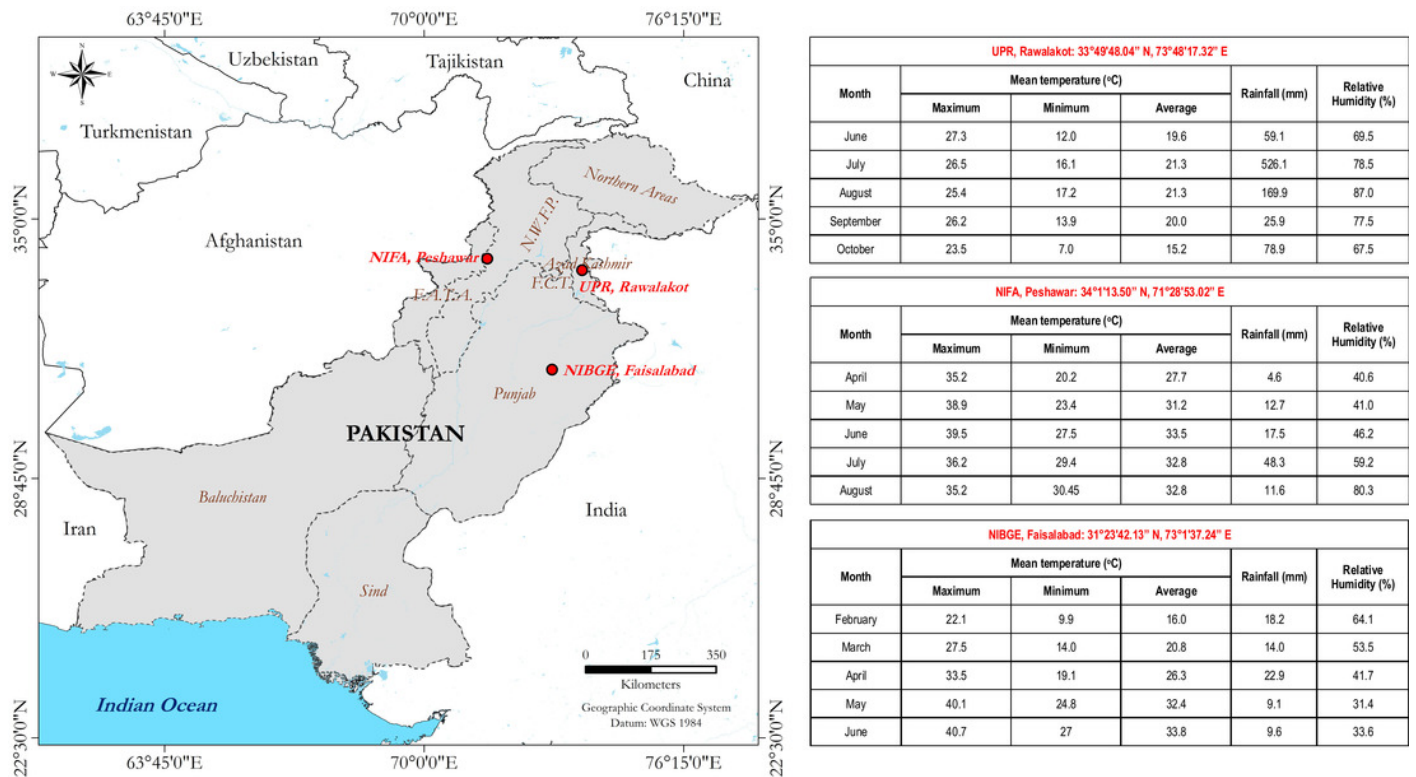 63°45'0"E 70°00'0"E 76°15'0"E
Uzbekistan
Tajikistan
China
N
W E
S
Turkmenistan
Northern Areas
N.W.F.P.
35°0'0"N 35°0'0"N
Afghanistan
NIFA, Peshawar
Azad Kashmir
F.C.T.
UPR, Rawalakot
F.A.T.A.
NIBGE, Faisalabad
Punjab
PAKISTAN
28°45'0"N 28°45'0"N
Baluchistan
India
Iran
Sind
0 175 350
Kilometers
Indian Ocean
Geographic Coordinate System
Datum: WGS 1984
22°30'0"N 22°30'0"N
63°45'0"E 70°00'0"E 76°15'0"E
UPR, Rawalakot: 33°49'48.04” N, 73°48'17.32” E
Month Mean temperature (°C) Rainfall (mm) Relative Humidity (%)
Maximum Minimum Average
June 27.3 12.0 19.6 59.1 69.5
July 26.5 16.1 21.3 526.1 78.5
August 25.4 17.2 21.3 169.9 87.0
September 26.2 13.9 20.0 25.9 77.5
October 23.5 7.0 15.2 78.9 67.5
NIFA, Peshawar: 34°1'13.50” N, 71°28'53.02” E
Month Mean temperature (°C) Rainfall (mm) Relative Humidity (%)
Maximum Minimum Average
April 35.2 20.2 27.7 4.6 40.6
May 38.9 23.4 31.2 12.7 41.0
June 39.5 27.5 33.5 17.5 46.2
July 36.2 29.4 32.8 48.3 59.2
August 35.2 30.45 32.8 11.6 80.3
NIBGE, Faisalabad: 31°23'42.13” N, 73°1'37.24” E
Month Mean temperature (°C) Rainfall (mm) Relative Humidity (%)
Maximum Minimum Average
February 22.1 9.9 16.0 18.2 64.1
March 27.5 14.0 20.8 14.0 53.5
April 33.5 19.1 26.3 22.9 41.7
May 40.1 24.8 32.4 9.1 31.4
June 40.7 27 33.8 9.6 33.6